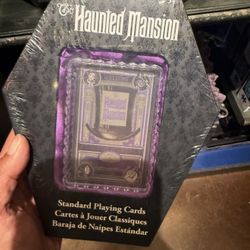 The Haunted Mansion
Standard Playing Cards
Cartes à Jouer Classiques
Baraja de Naipes Estándar